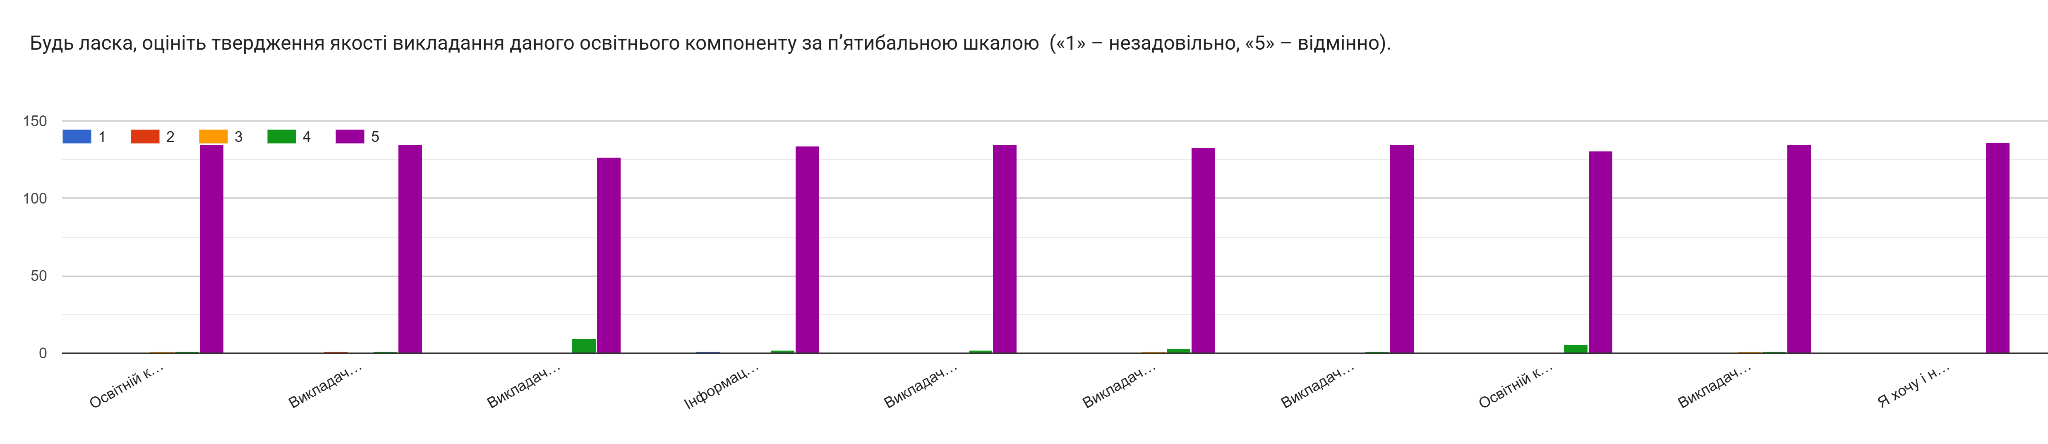 Будь ласка, оцініть твердження якості викладання даного освітнього компоненту за п’ятибальною шкалою  («1» – незадовільно, «5» – відмінно).
150
1 2 3 4 5
100
50
0
Освітній к… Викладач… Викладач… Інформац… Викладач… Викладач… Викладач… Освітній к… Викладач… Я хочу і н…